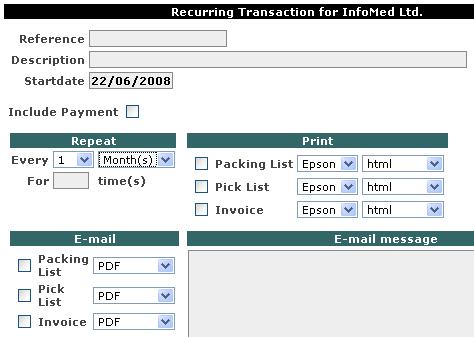 Recurring Transaction for InfoMed Ltd.
Reference
Description
Startdate 22/06/2008
Include Payment
Repeat
Every 1 Month(s)
For time(s)
Print
Packing List Epson html
Pick List Epson html
Invoice Epson html
E-mail
Packing List PDF
Pick List PDF
Invoice PDF
E-mail message